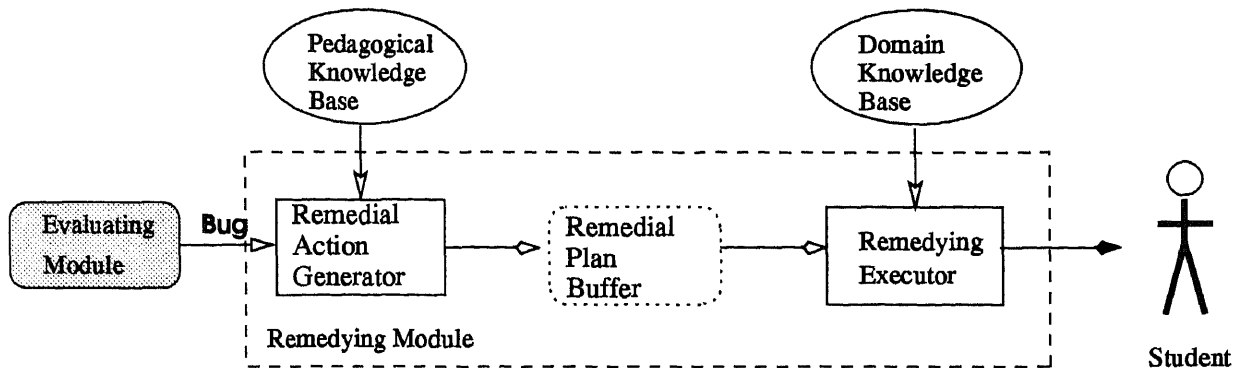 Pedagogical
Knowledge
Base
Domain
Knowledge
Base
Evaluating
Module
Bug
Remedial
Action
Generator
Remedial
Plan
Buffer
Remedying
Executor
Remedying Module
Student